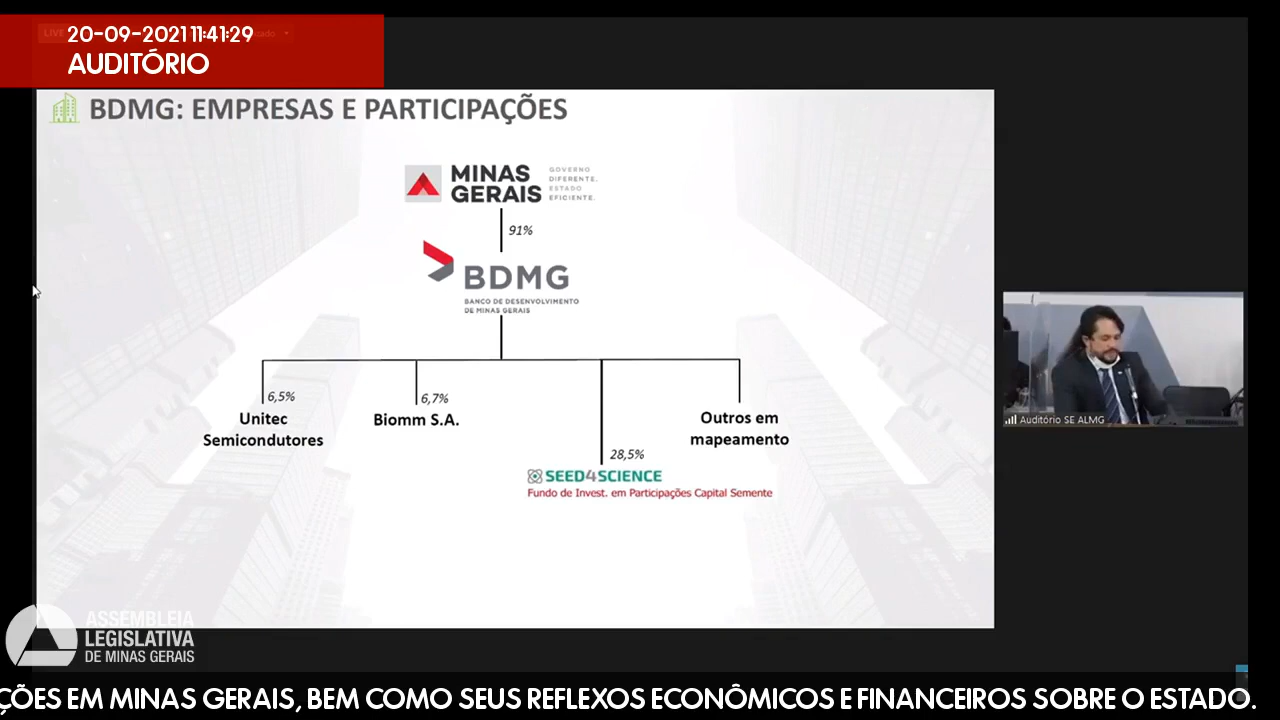 LIVE
20-09-2021 11:41:29
AUDITÓRIO
BDMG: EMPRESAS E PARTICIPAÇÕES
MINAS GERAIS
GOVERNO
DIFERENTE.
ESTADO
EFICIENTE.
91%
BDMG
BANCO DE DESENVOLVIMENTO
DE MINAS GERAIS
6,5%
Unitec
Semicondutores
6,7%
Biomm S.A.
28,5%
SEED4SCIENCE
Fundo de Invest. em Participações Capital Semente
Outros em
mapeamento
Auditório SE ALMG
ASSEMBLEIA
LEGISLATIVA
DE MINAS GERAIS
ÇÕES EM MINAS GERAIS, BEM COMO SEUS REFLEXOS ECONÔMICOS E FINANCEIROS SOBRE O ESTADO.